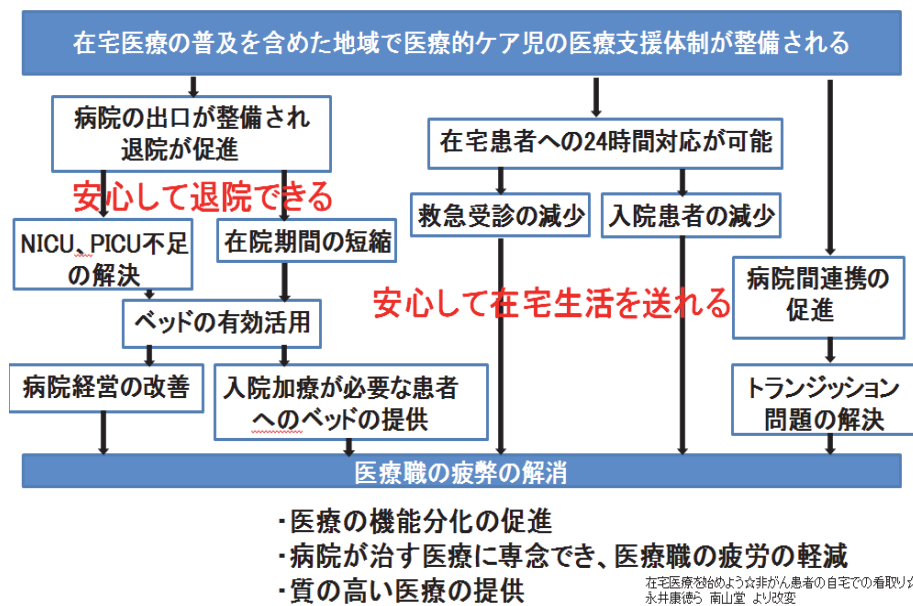 在宅医療の普及を含めた地域で医療的ケア児の医療支援体制が整備される
病院の出口が整備され
退院が促進
在宅患者への24時間対応が可能
安心して退院できる
救急受診の減少
入院患者の減少
NICU、PICU不足
の解決
在院期間の短縮
安心して在宅生活を送れる
病院間連携の
促進
ベッドの有効活用
病院経営の改善
入院加療が必要な患者
へのベッドの提供
トランジッション
問題の解決
医療職の疲弊の解消
・医療の機能分化の促進
・病院が治す医療に専念でき、医療職の疲労の軽減
・質の高い医療の提供
在宅医療を始めよう☆非がん患者の自宅での看取り☆
永井康徳ら 南山堂 より改変